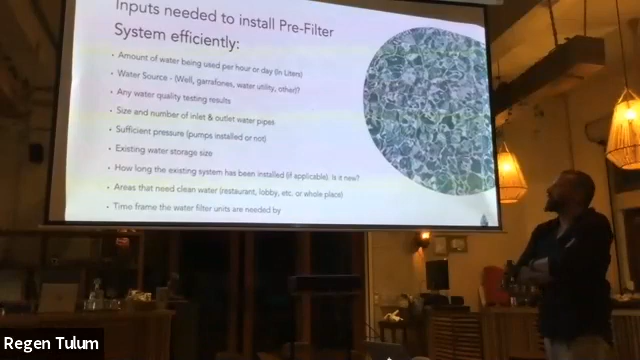 Inputs needed to install Pre-Filter
System efficiently:
• Amount of water being used per hour or day (In Liters)
• Water Source - (Well, garrafones, water utility, other)?
• Any water quality testing results
• Size and number of inlet & outlet water pipes
• Sufficient pressure (pumps installed or not)
• Existing water storage size
• How long the existing system has been installed (if applicable). Is it new?
• Areas that need clean water (restaurant, lobby, etc. or whole place)
• Time frame the water filter units are needed by
Regen Tulum